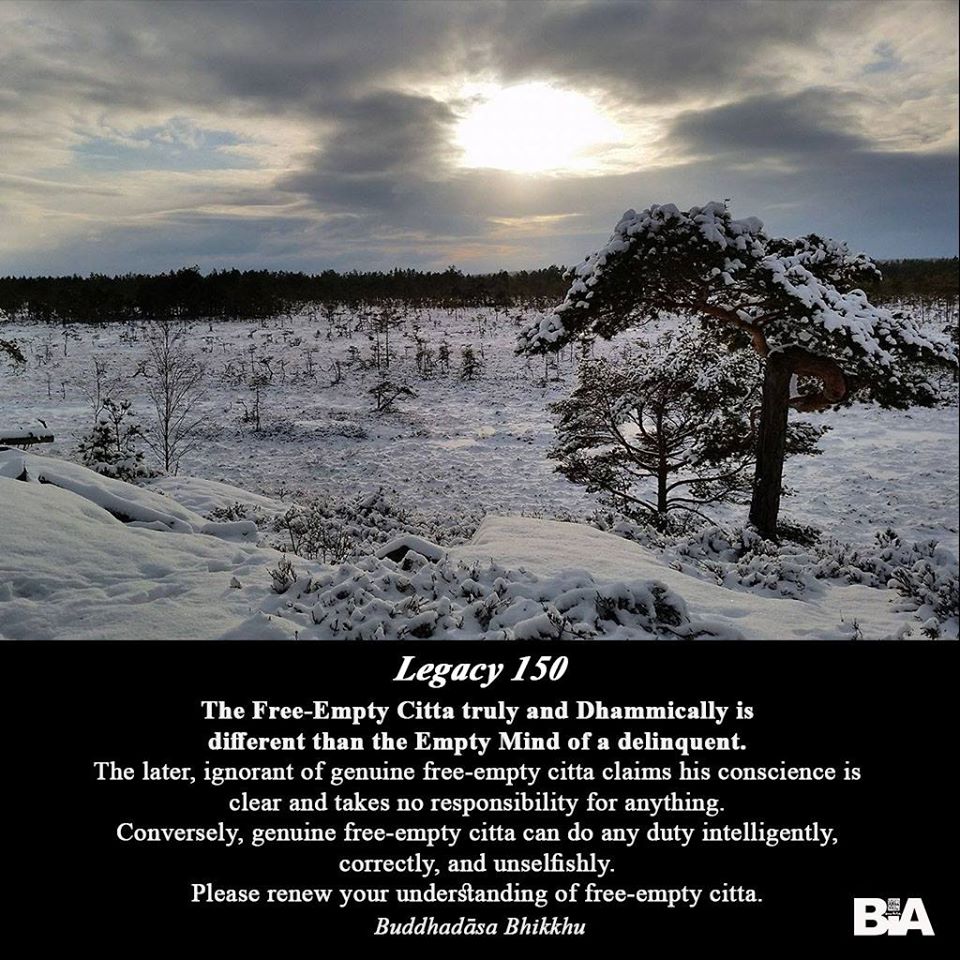 Legacy 150
The Free-Empty Citta truly and Dhammically is
different than the Empty Mind of a delinquent.
The later, ignorant of genuine free-empty citta claims his conscience is
clear and takes no responsibility for anything.
Conversely, genuine free-empty citta can do any duty intelligently,
correctly, and unselfishly.
Please renew your understanding of free-empty citta.
Buddhadāsa Bhikkhu
BIA